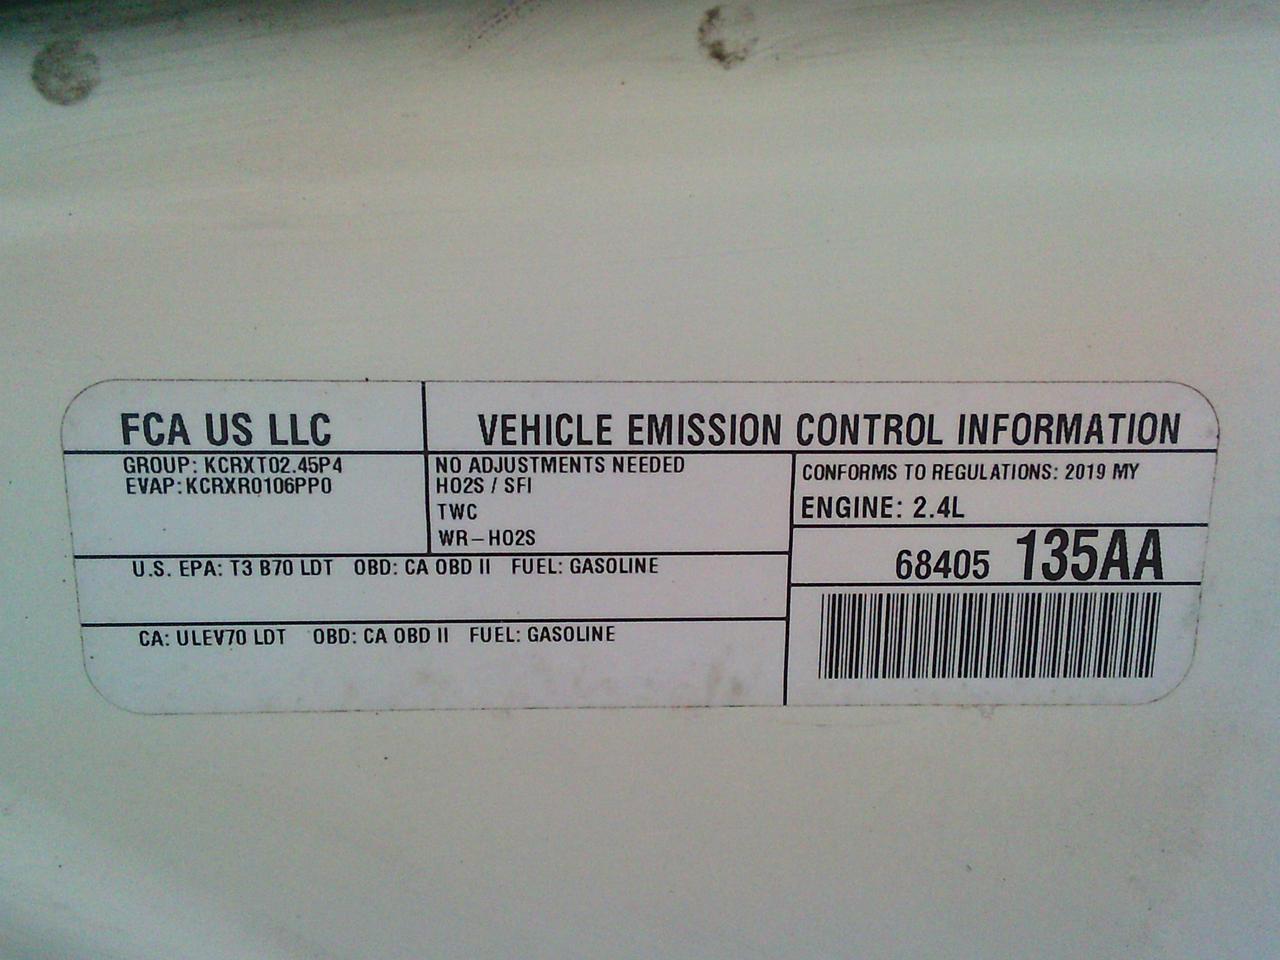 FCA US LLC
VEHICLE EMISSION CONTROL INFORMATION
GROUP: KCRXT02.45P4
EVAP: KCRXR0106PP0
NO ADJUSTMENTS NEEDED
HO2S / SFI
TWC
WR-HO2S
CONFORMS TO REGULATIONS: 2019 MY
ENGINE: 2.4L
68405 135AA
U.S. EPA: T3 B70 LDT OBD: CA OBD II FUEL: GASOLINE
CA: ULEV70 LDT OBD: CA OBD II FUEL: GASOLINE